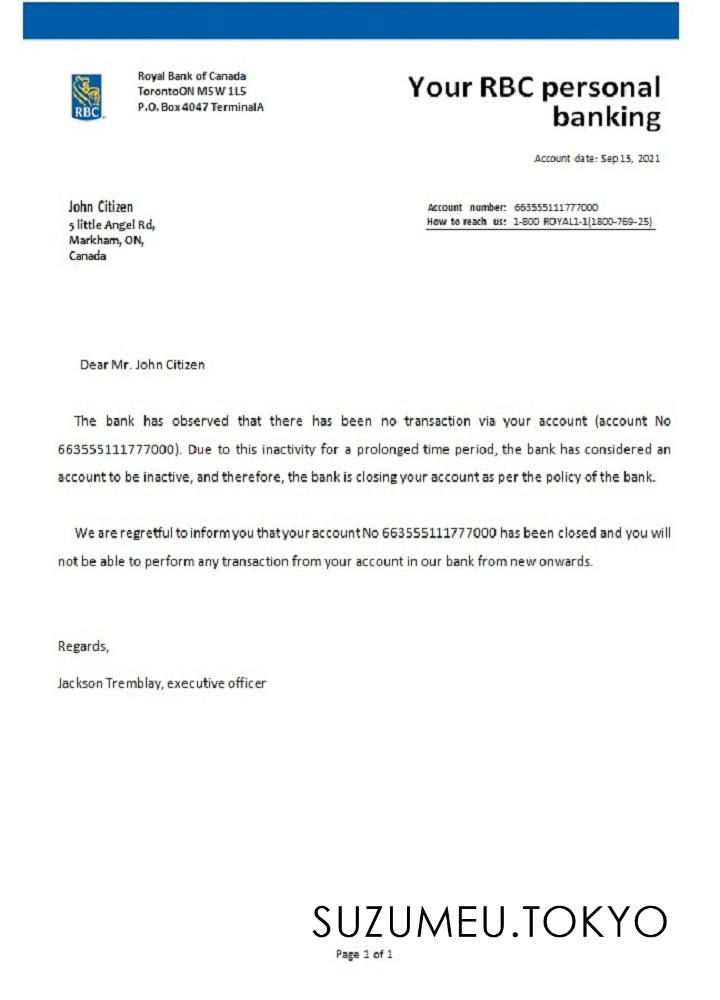 Royal Bank of Canada
TorontoON M5W 1L5
P.O. Box 4047 TerminalA
RBC
Your RBC personal
banking
Account date: Sep 15, 2021
John Citizen
5 little Angel Rd,
Markham, ON,
Canada
Account number: 663555111777000
How to reach us: 1-800 ROYAL1-1(1800-769-25)
Dear Mr. John Citizen
The bank has observed that there has been no transaction via your account (account No
663555111777000). Due to this inactivity for a prolonged time period, the bank has considered an
account to be inactive, and therefore, the bank is closing your account as per the policy of the bank.
We are regretful to inform you that your account No 663555111777000 has been closed and you will
not be able to perform any transaction from your account in our bank from new onwards.
Regards,
Jackson Tremblay, executive officer
SUZUMEU.TOKYO
Page 1 of 1